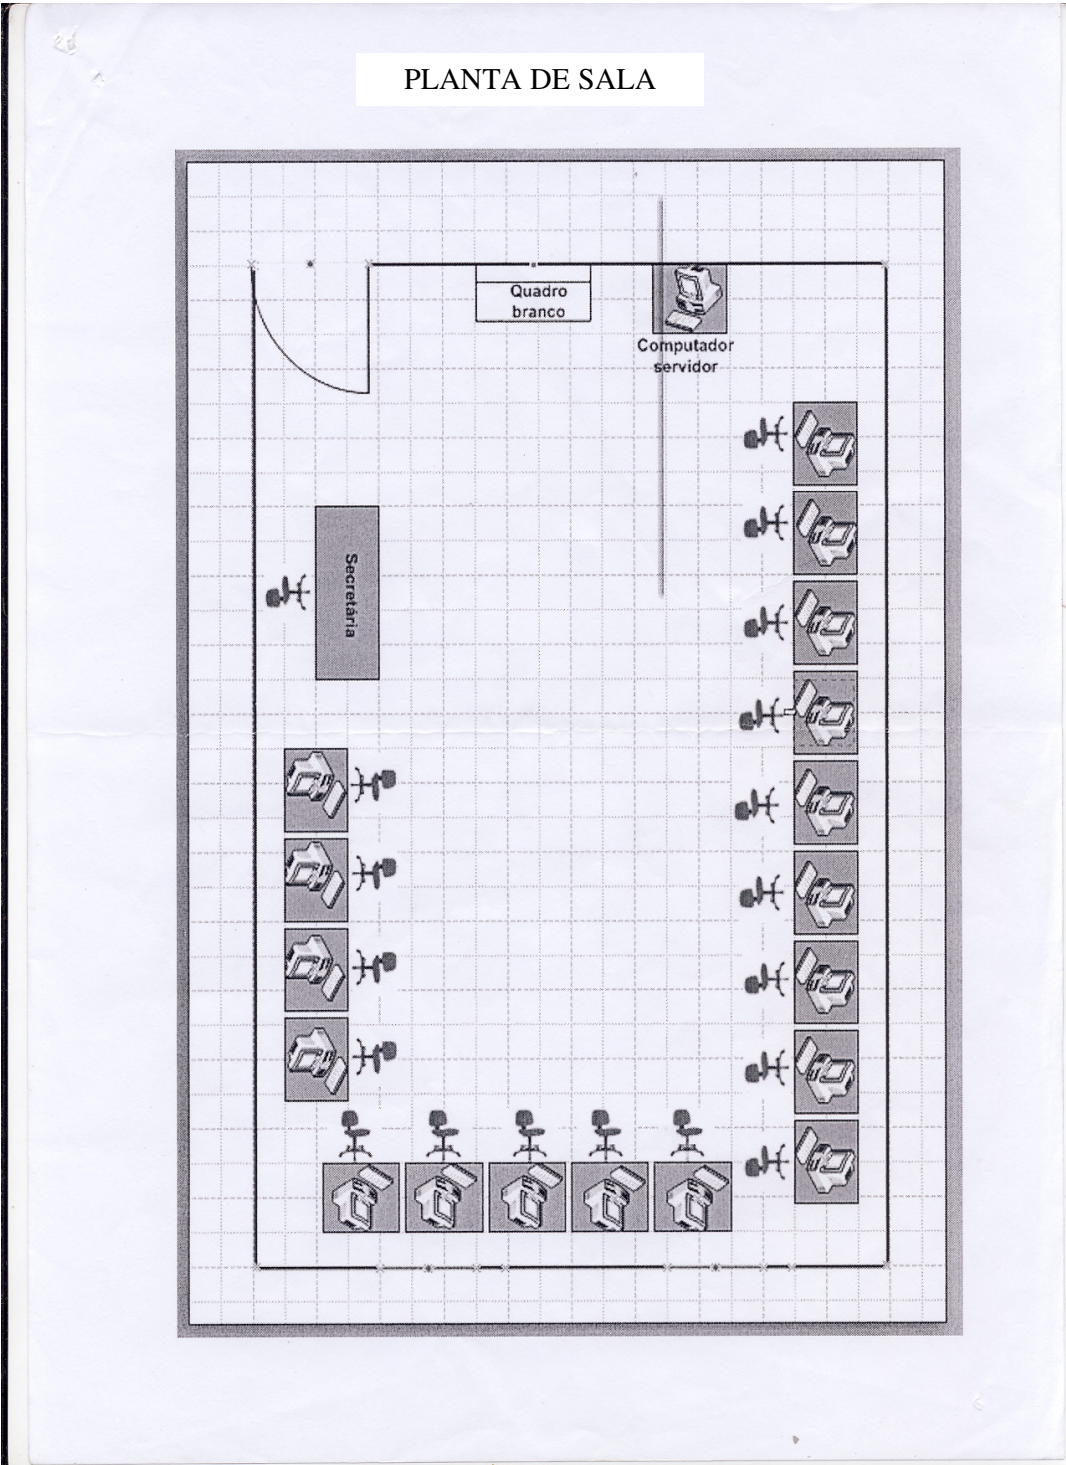 PLANTA DE SALA
Quadro
branco
Computador
servidor
Secretária